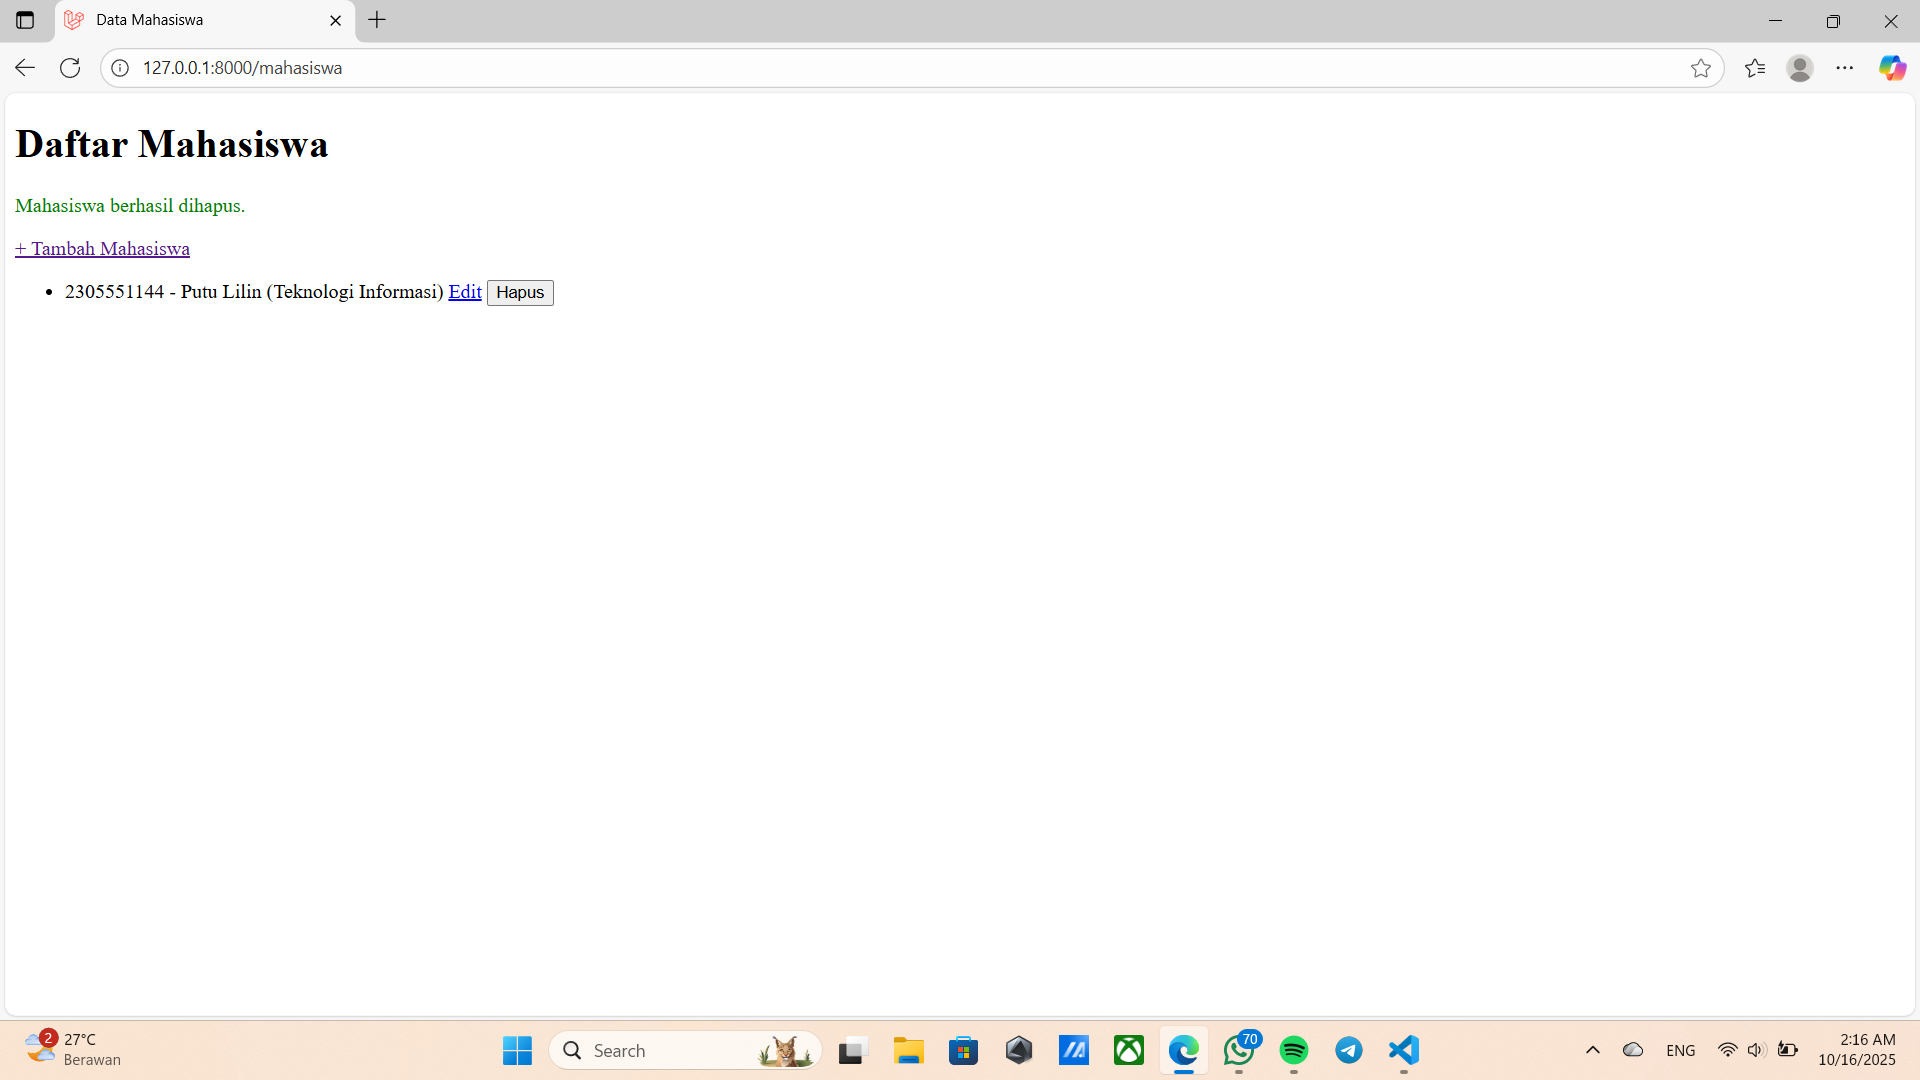 Data Mahasiswa
127.0.0.1:8000/mahasiswa
Daftar Mahasiswa
Mahasiswa berhasil dihapus.
+ Tambah Mahasiswa
• 2305551144 - Putu Lilin (Teknologi Informasi) Edit Hapus
2
27°C
Berawan
Search
70
ENG
2:16 AM
10/16/2025